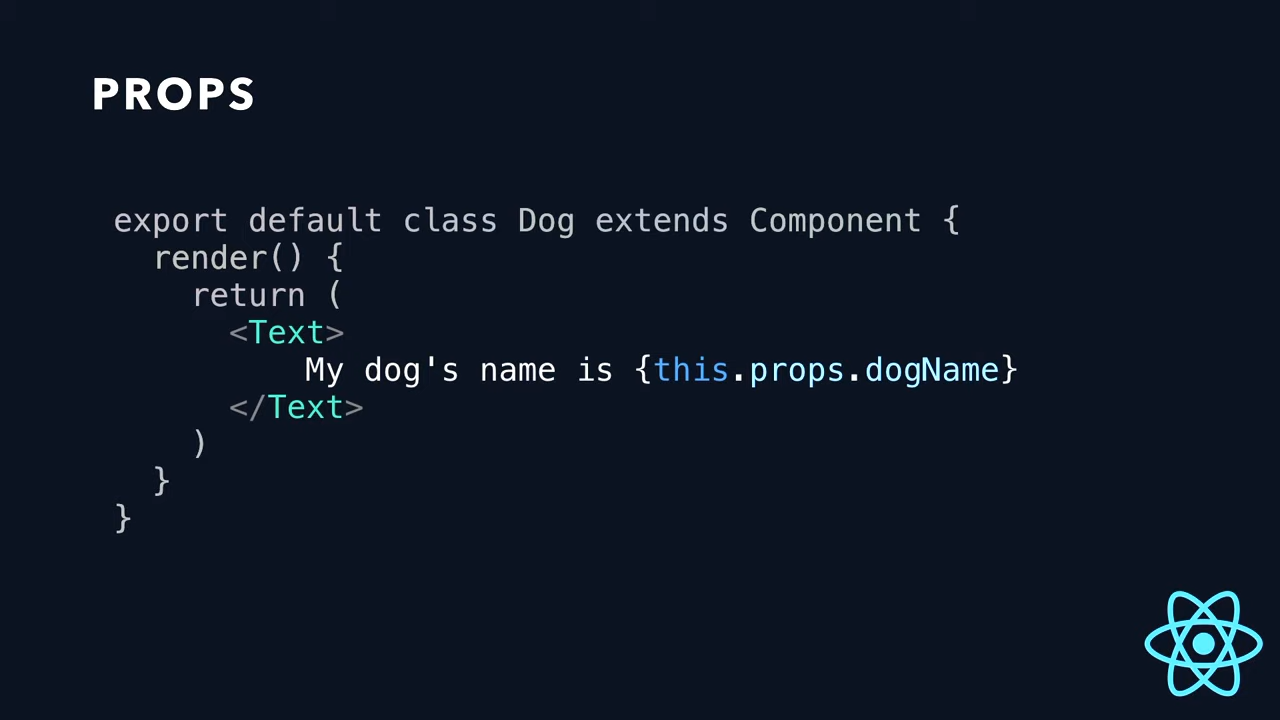 PROPS
export default class Dog extends Component {
  render() {
    return (
      <Text>
          My dog's name is {this.props.dogName}
      </Text>
    )
  }
}